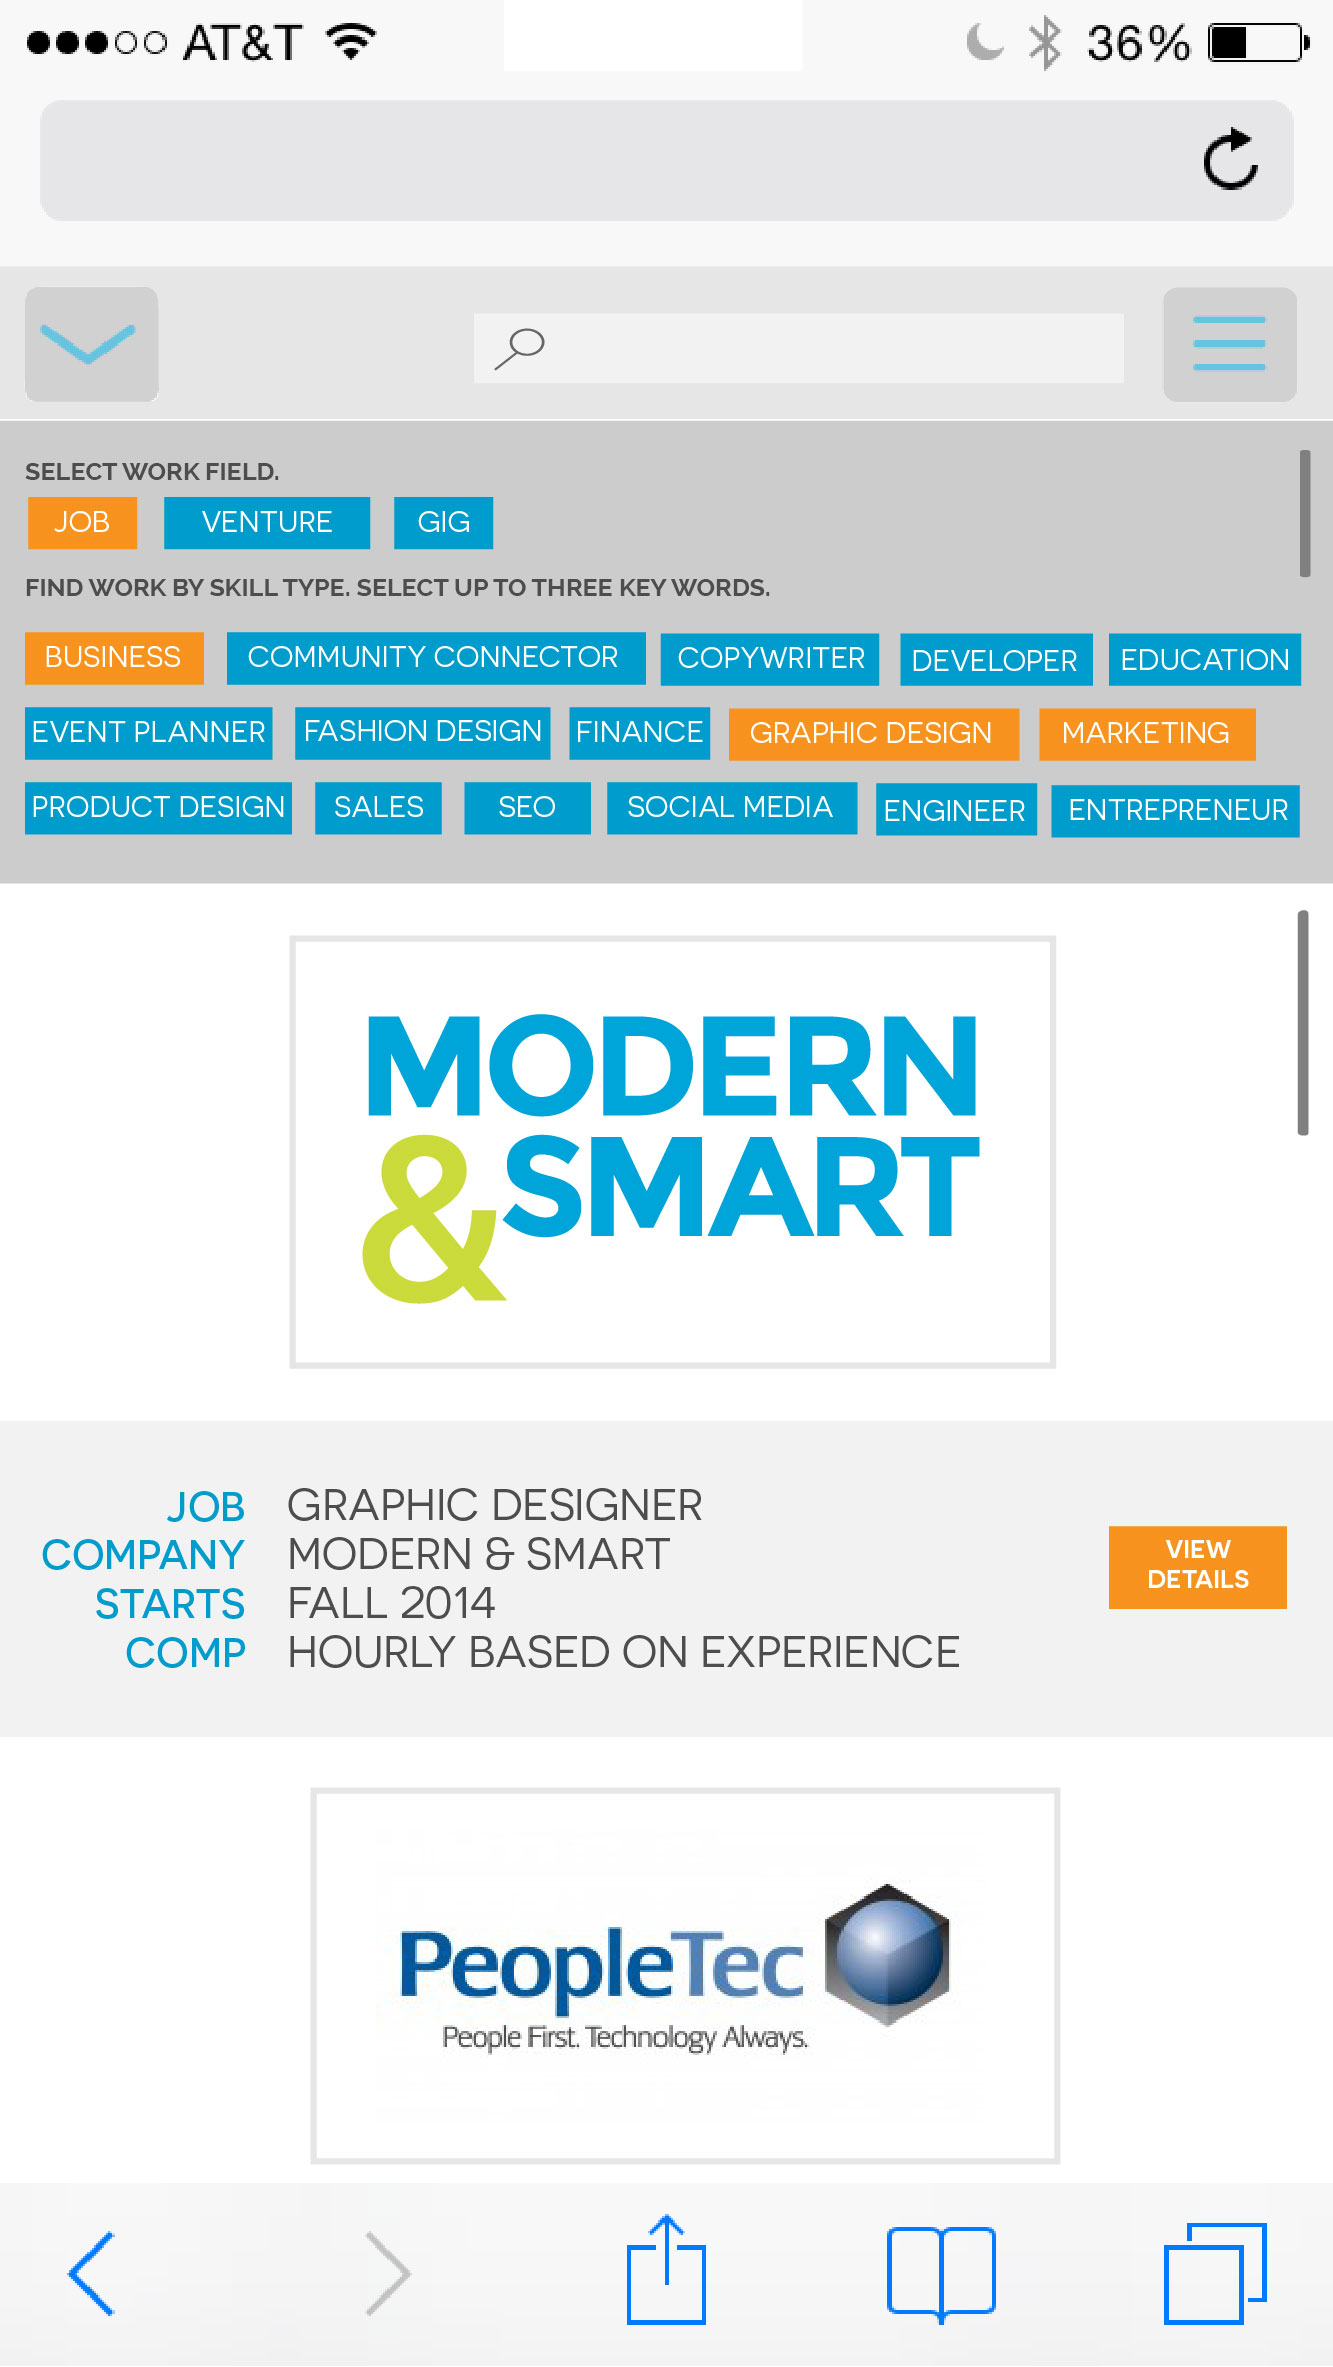 AT&T 36%
SELECT WORK FIELD.
JOB VENTURE GIG
FIND WORK BY SKILL TYPE. SELECT UP TO THREE KEY WORDS.
BUSINESS COMMUNITY CONNECTOR COPYWRITER DEVELOPER EDUCATION
EVENT PLANNER FASHION DESIGN FINANCE GRAPHIC DESIGN MARKETING
PRODUCT DESIGN SALES SEO SOCIAL MEDIA ENGINEER ENTREPRENEUR
MODERN
&SMART
JOB GRAPHIC DESIGNER
COMPANY MODERN & SMART
STARTS FALL 2014
COMP HOURLY BASED ON EXPERIENCE
VIEW
DETAILS
PeopleTec
People First. Technology Always.